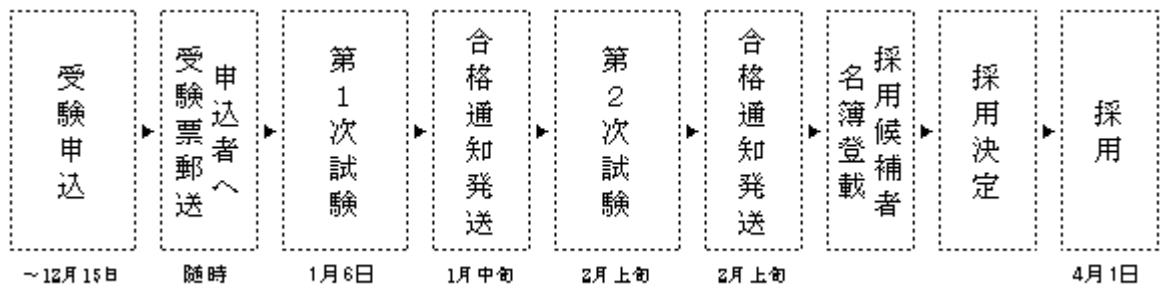 受験申込
申込者へ
受験票郵送
第1次試験
合格通知発送
第2次試験
合格通知発送
採用候補者
名簿登載
採用決定
採用
～12月15日
随時
1月6日
1月中旬
2月上旬
2月上旬
4月1日